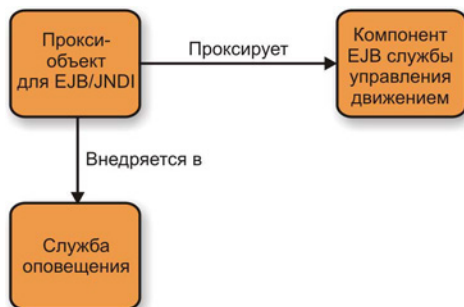 Прокси-
объект
для EJB/JNDI
Проксирует
Компонент
EJB службы
управления
движением
Внедряется в
Служба
оповещения